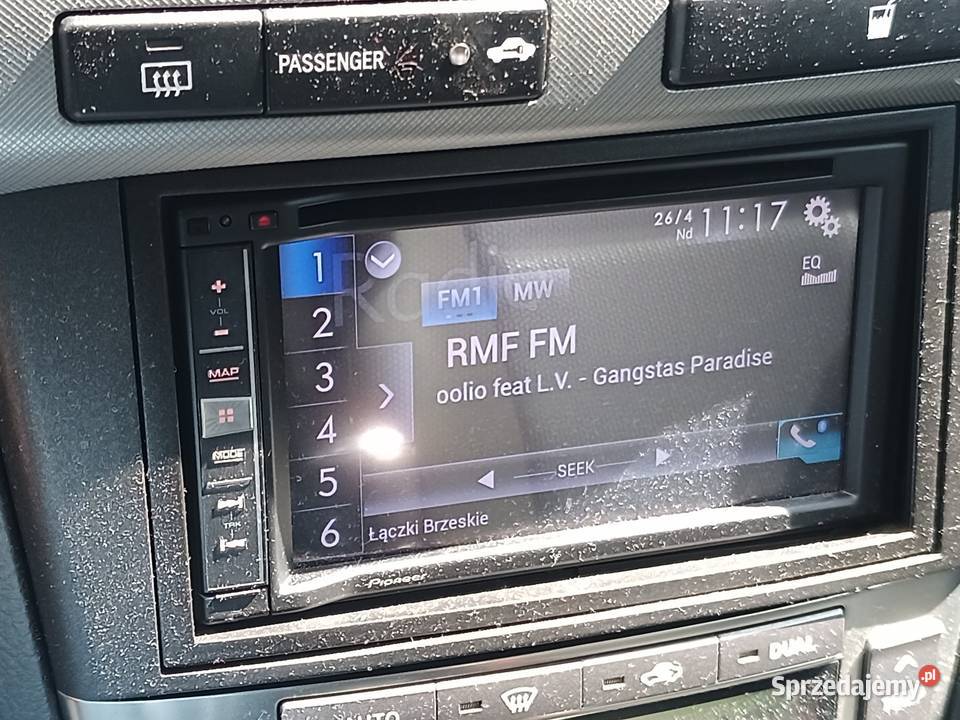 PASSENGER
26/4 11:17
Nd
1
Radio
FM1 MW
EQ
2
RMF FM
3
oolio feat L.V. - Gangstas Paradise
4
SEEK
5
6
Łączki Brzeskie
+
VOL
-
MAP
MODE
TRK
Pioneer
AUTO
DUAL
Sprzedajemy.pl